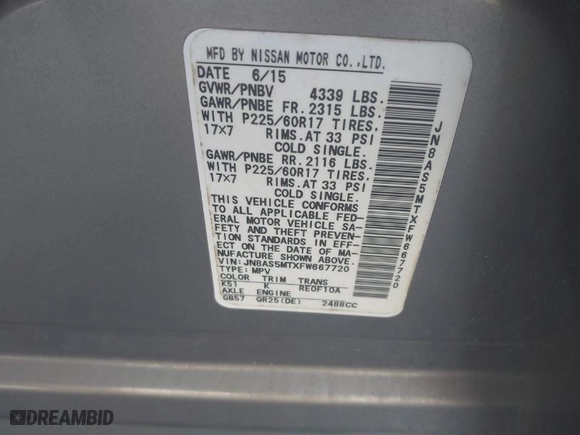 MFD BY NISSAN MOTOR CO.,LTD.
DATE 6/15
GVWR/PNBV 4339 LBS.
GAWR/PNBE FR. 2315 LBS.
WITH P225/60R17 TIRES,
17×7 RIMS. AT 33 PSI
COLD SINGLE.
GAWR/PNBE RR. 2116 LBS.
WITH P225/60R17 TIRES,
17×7 RIMS. AT 33 PSI
COLD SINGLE.
THIS VEHICLE CONFORMS
TO ALL APPLICABLE FED-
ERAL MOTOR VEHICLE SA-
FETY AND THEFT PREVEN-
TION STANDARDS IN EFF-
ECT ON THE DATE OF MA-
NUFACTURE SHOWN ABOVE.
VIN: JN8AS5MTXFW667720
TYPE: MPV
COLOR TRIM TRANS
K51 K RE0F10A
AXLE ENGINE
GB57 QR25(DE) 2488CC
JN8AS5MTXFW667720
DREAMBID